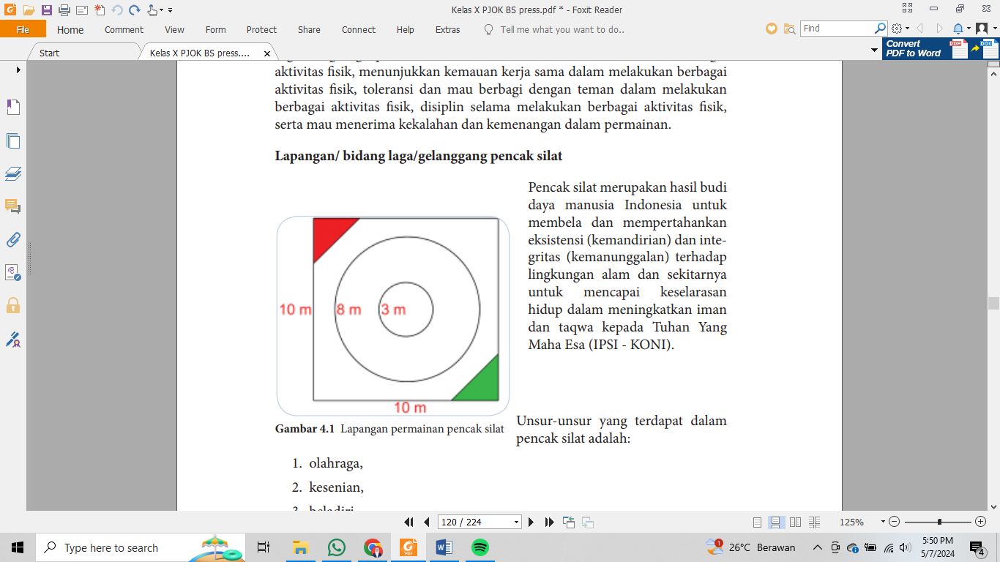 Kelas X PJOK BS press.pdf * - Foxit Reader
File Home Comment View Form Protect Share Connect Help Extras Tell me what you want to do.. Find
Start Kelas X PJOK BS press.... Convert PDF to Word PDF DOC
aktivitas fisik, menunjukkan kemauan kerja sama dalam melakukan berbagai
aktivitas fisik, toleransi dan mau berbagi dengan teman dalam melakukan
berbagai aktivitas fisik, disiplin selama melakukan berbagai aktivitas fisik,
serta mau menerima kekalahan dan kemenangan dalam permainan.
Lapangan/ bidang laga/gelanggang pencak silat
Pencak silat merupakan hasil budi
daya manusia Indonesia untuk
membela dan mempertahankan
eksistensi (kemandirian) dan inte-
gritas (kemanunggalan) terhadap
lingkungan alam dan sekitarnya
untuk mencapai keselarasan
hidup dalam meningkatkan iman
dan taqwa kepada Tuhan Yang
Maha Esa (IPSI - KONI).
10 m 8 m 3 m
10 m
Gambar 4.1 Lapangan permainan pencak silat
Unsur-unsur yang terdapat dalam
pencak silat adalah:
1. olahraga,
2. kesenian,
120 / 224 125%
Type here to search 26°C Berawan 5:50 PM
5/7/2024